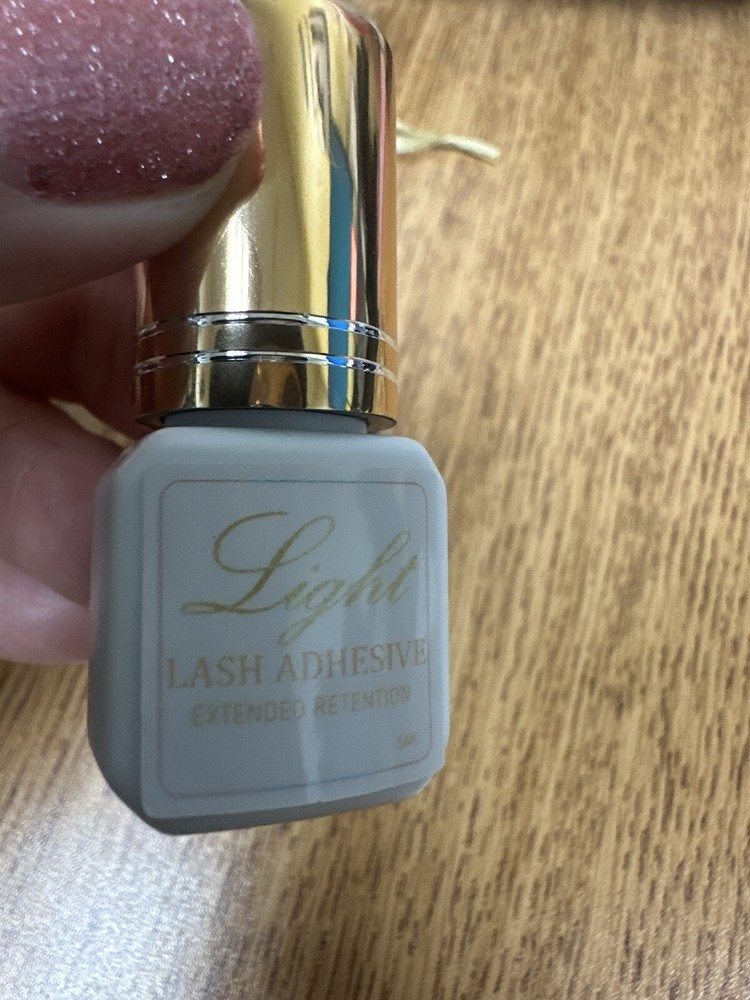 Light
LASH ADHESIVE
EXTENDED RETENTION
5ML